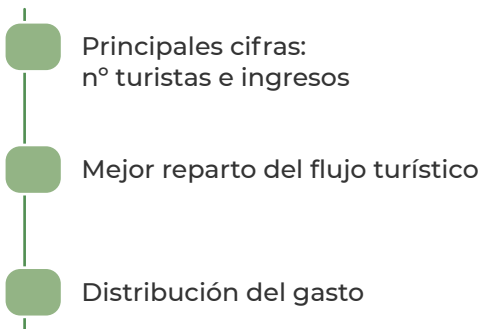 Principales cifras:
nº turistas e ingresos
Mejor reparto del flujo turístico
Distribución del gasto